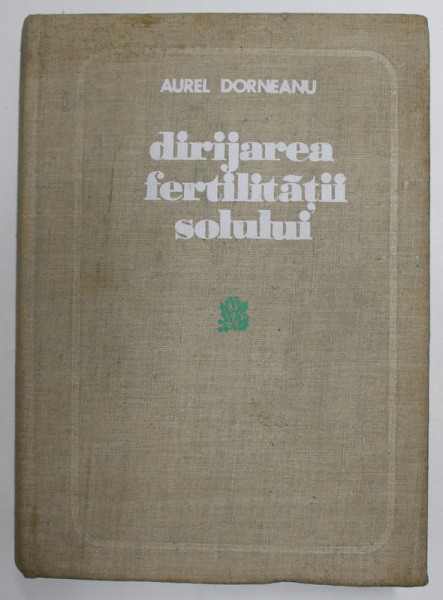 AUREL DORNEANU
dirijarea
fertilității
solului